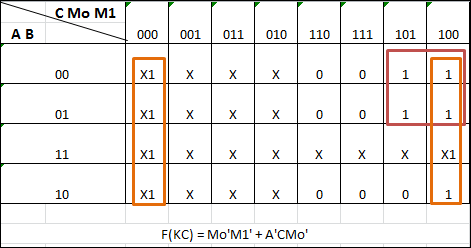 C Mo M1
A B 000 001 011 010 110 111 101 100
00 X1 X X X 0 0 1 1
01 X1 X X X 0 0 1 1
11 X1 X X X X X X X1
10 X1 X X X 0 0 0 1
F(KC) = Mo'M1' + A'CMo'